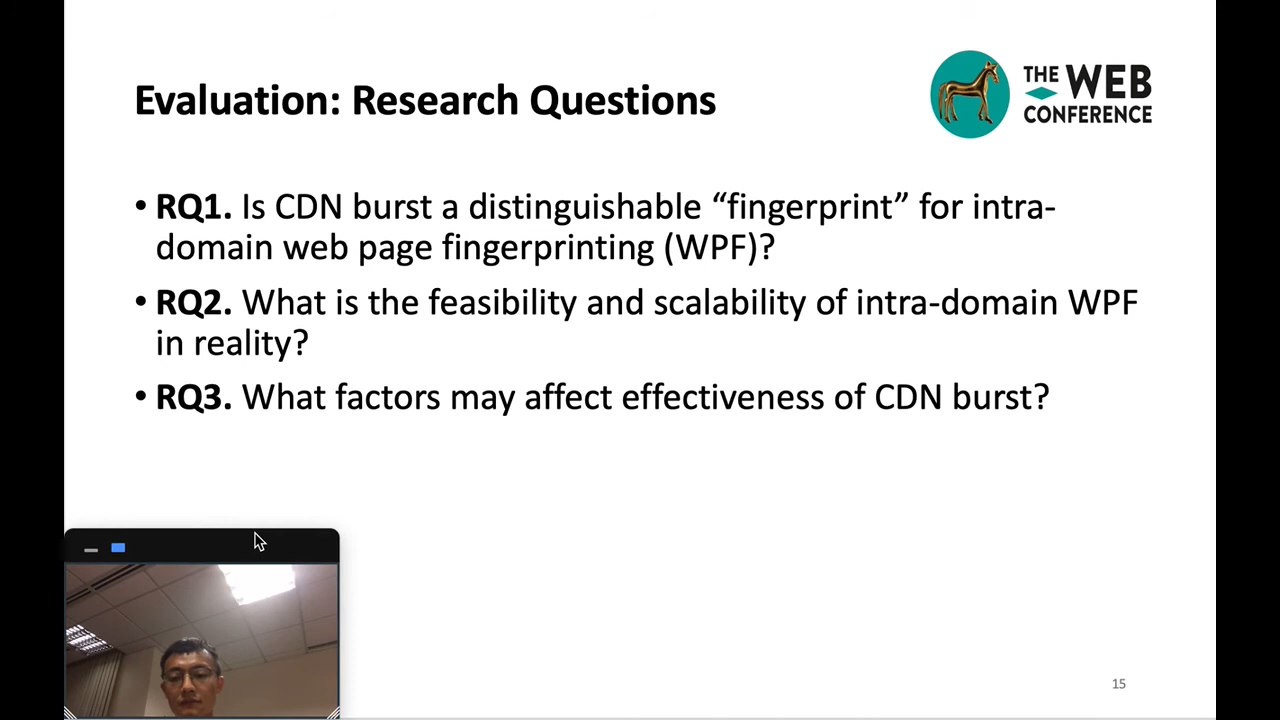 Evaluation: Research Questions
THE WEB
CONFERENCE
• RQ1. Is CDN burst a distinguishable “fingerprint” for intra-
domain web page fingerprinting (WPF)?
• RQ2. What is the feasibility and scalability of intra-domain WPF
in reality?
• RQ3. What factors may affect effectiveness of CDN burst?
15